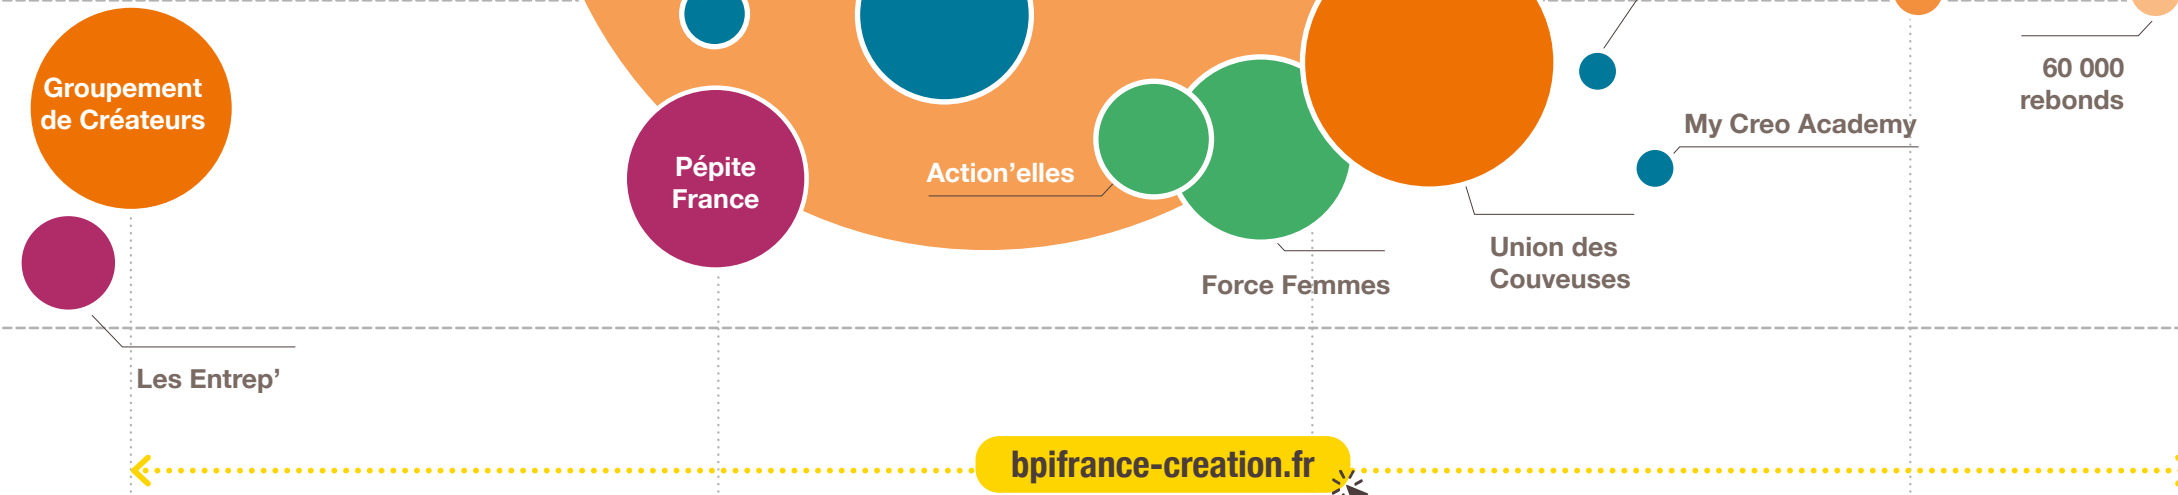 Groupement
de Créateurs
Les Entrep’
Pépite
France
Action’elles
Force Femmes
Union des
Couveuses
My Creo Academy
60 000
rebonds
bpifrance-creation.fr